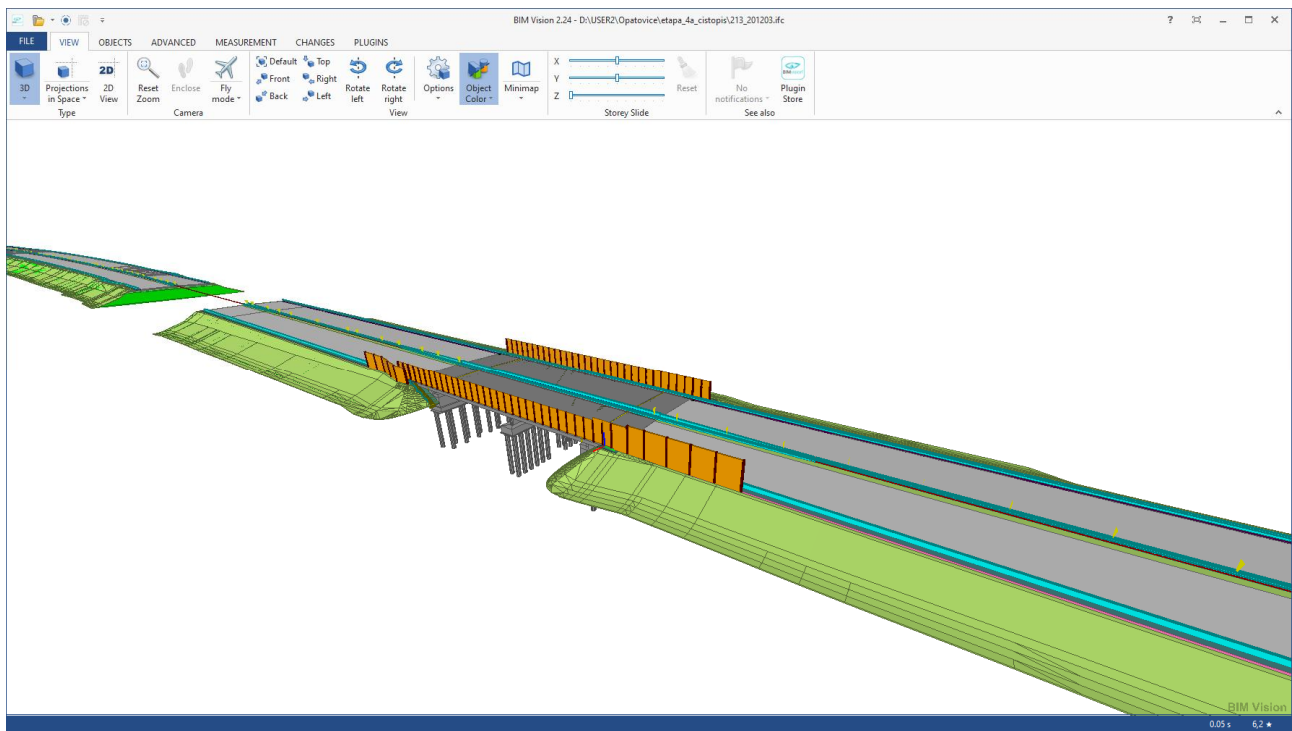 BIM Vision 2.24 - D:\USER2\Opatovice\etapa_4a_cistopis\213_201203.ifc
FILE VIEW OBJECTS ADVANCED MEASUREMENT CHANGES PLUGINS
3D
Projections in Space
2D
2D View
Type
Reset Zoom
Enclose
Fly mode
Camera
Default Top
Front Right
Back Left
Rotate left
Rotate right
Options
Object Color
Minimap
View
X
Y
Z
Reset
Storey Slide
No notifications
Plugin Store
See also
BIM Vision
0.05 s 6,2 ★